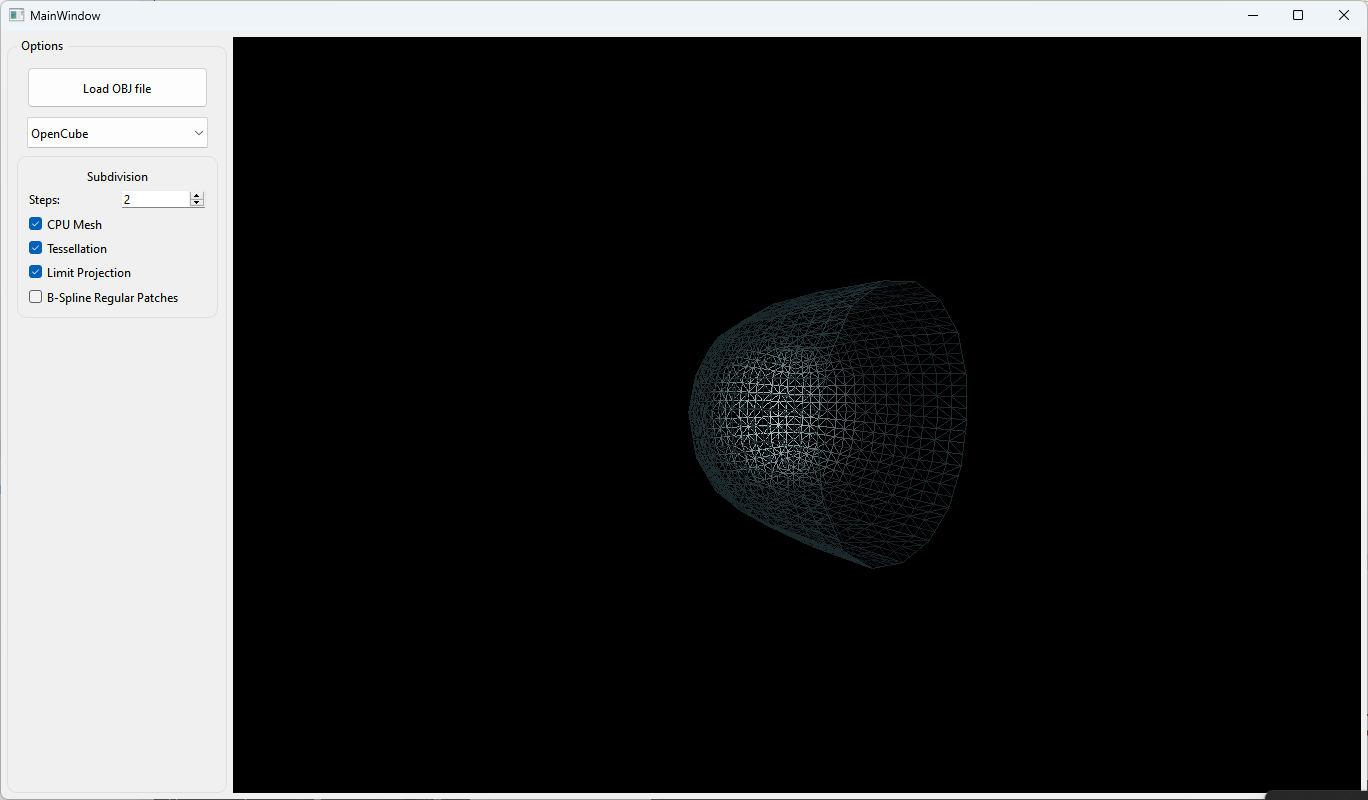 MainWindow
Options
Load OBJ file
OpenCube
Subdivision
Steps: 2
CPU Mesh
Tessellation
Limit Projection
B-Spline Regular Patches